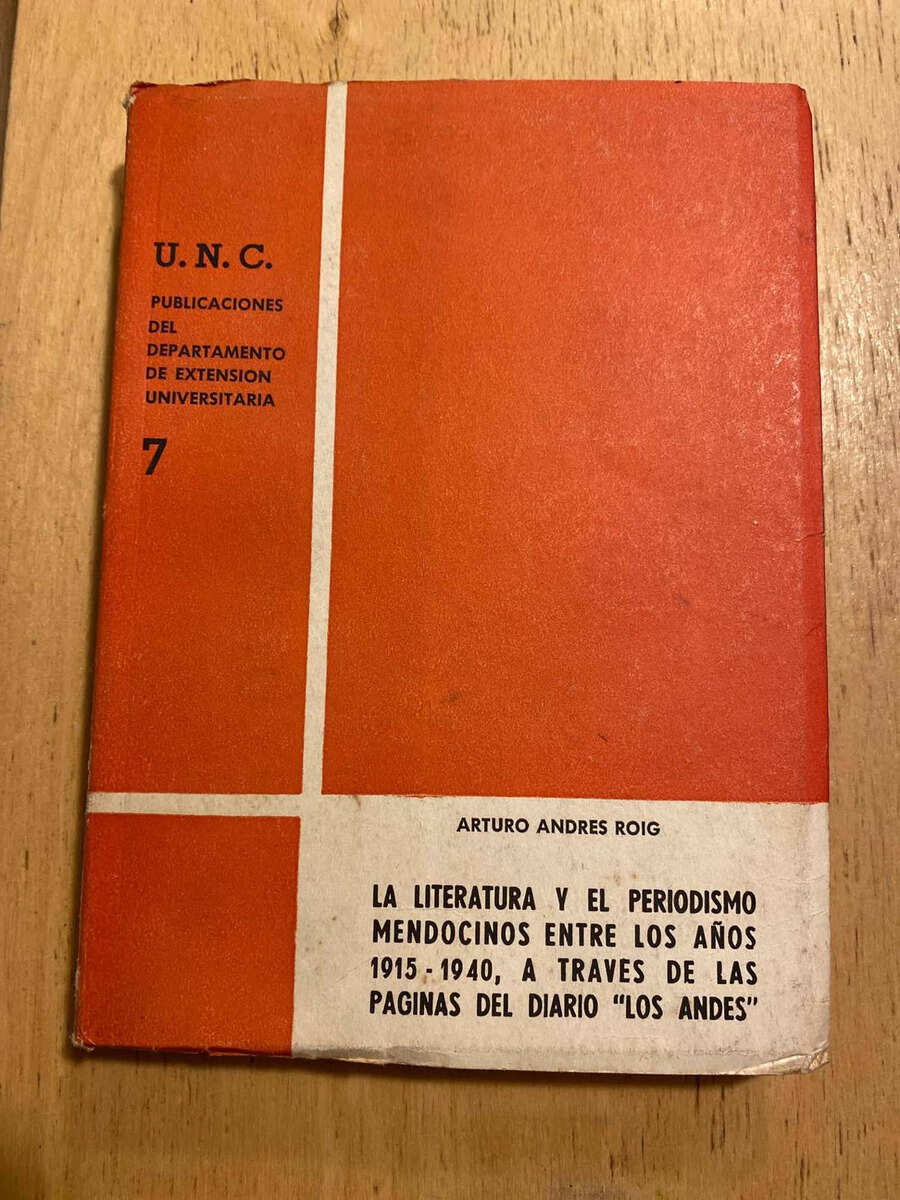 U. N. C.
PUBLICACIONES
DEL
DEPARTAMENTO
DE EXTENSION
UNIVERSITARIA
7
ARTURO ANDRES ROIG
LA LITERATURA Y EL PERIODISMO
MENDOCINOS ENTRE LOS AÑOS
1915 - 1940, A TRAVES DE LAS
PAGINAS DEL DIARIO "LOS ANDES"